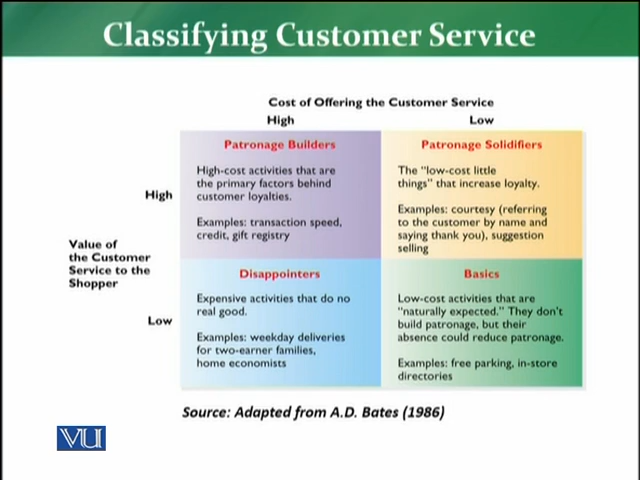 Classifying Customer Service
Cost of Offering the Customer Service
High
Low
Value of
the Customer
Service to the
Shopper
High
Patronage Builders
High-cost activities that are
the primary factors behind
customer loyalties.
Examples: transaction speed,
credit, gift registry
Patronage Solidifiers
The "low-cost little
things" that increase loyalty.
Examples: courtesy (referring
to the customer by name and
saying thank you), suggestion
selling
Low
Disappointers
Expensive activities that do no
real good.
Examples: weekday deliveries
for two-earner families,
home economists
Basics
Low-cost activities that are
"naturally expected." They don't
build patronage, but their
absence could reduce patronage.
Examples: free parking, in-store
directories
Source: Adapted from A.D. Bates (1986)
VU